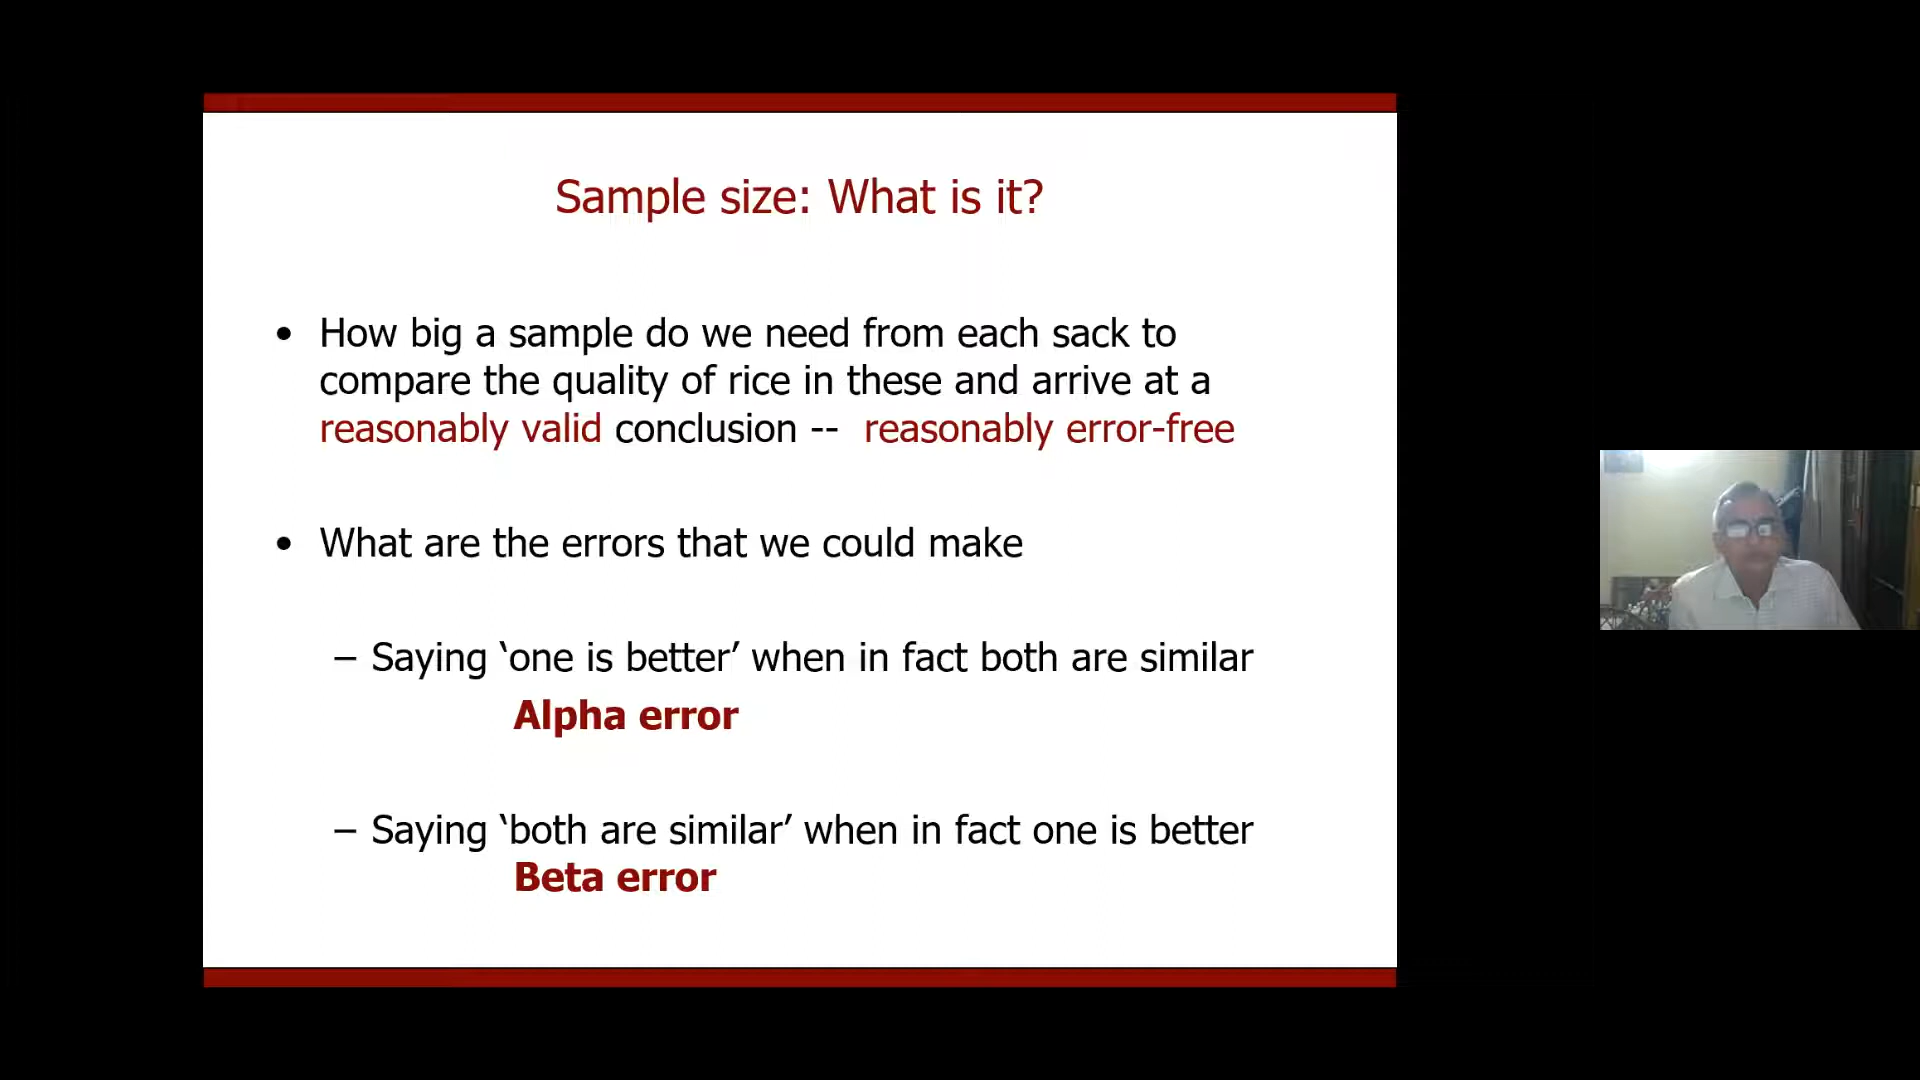 Sample size: What is it?
• How big a sample do we need from each sack to
compare the quality of rice in these and arrive at a
reasonably valid conclusion -- reasonably error-free
• What are the errors that we could make
– Saying ‘one is better’ when in fact both are similar
Alpha error
– Saying ‘both are similar’ when in fact one is better
Beta error